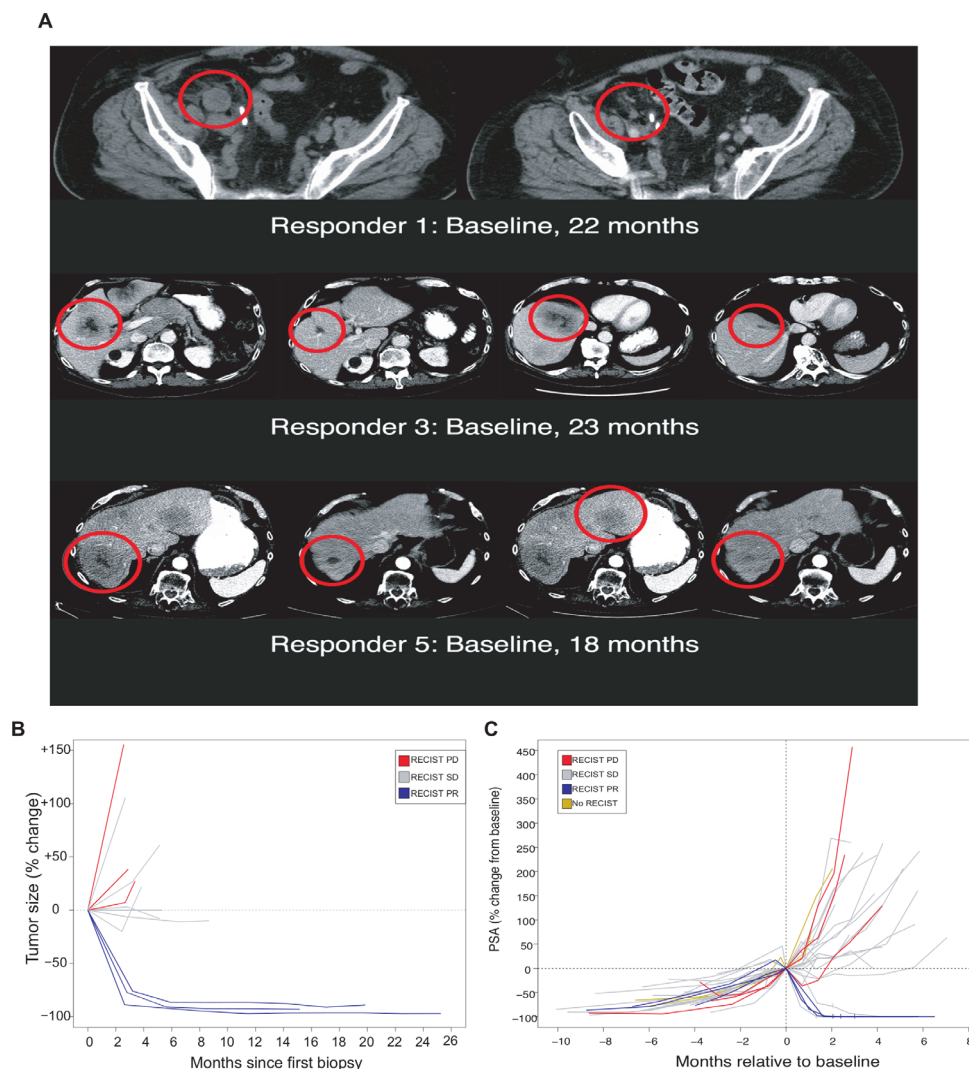 A
Responder 1: Baseline, 22 months
Responder 3: Baseline, 23 months
Responder 5: Baseline, 18 months
B
Tumor size (% change)
+150
+100
+50
0
−50
−100
RECIST PD
RECIST SD
RECIST PR
0 2 4 6 8 10 12 14 16 18 20 22 24 26
Months since first biopsy
C
PSA (% change from baseline)
450
400
350
300
250
200
150
100
50
0
−50
−100
RECIST PD
RECIST SD
RECIST PR
No RECIST
−10 −8 −6 −4 −2 0 2 4 6 8
Months relative to baseline